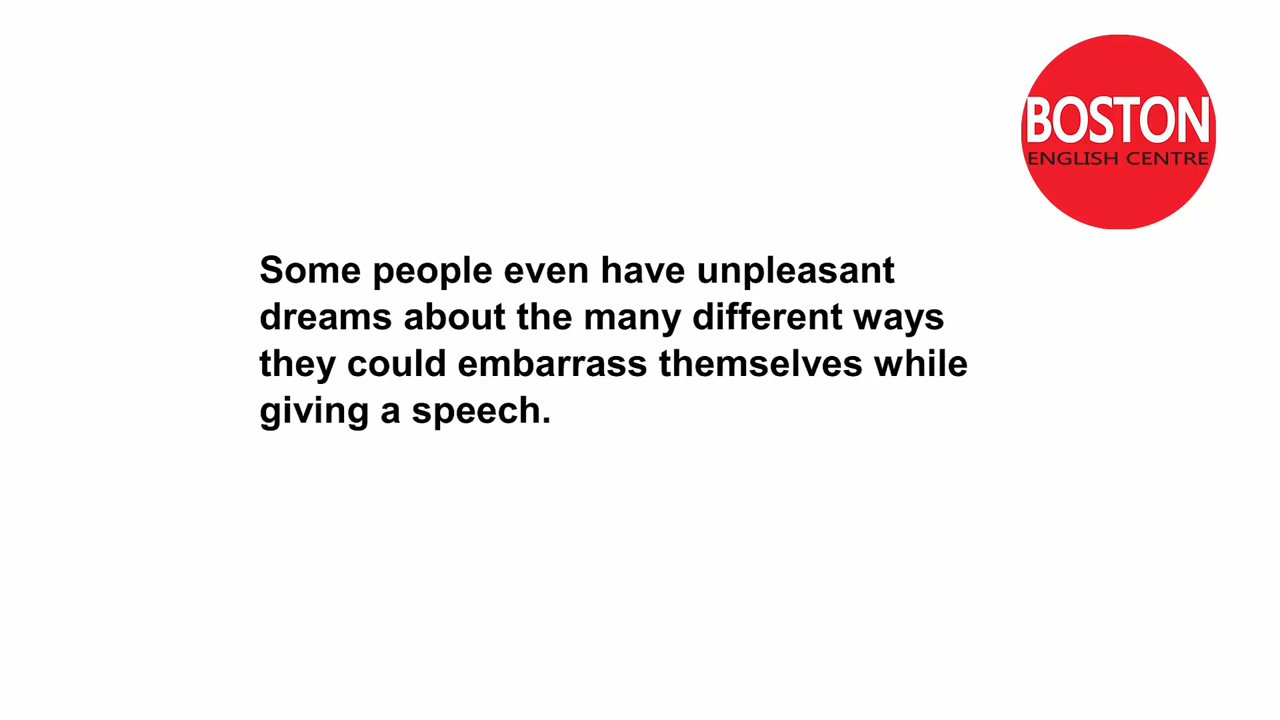 BOSTON
ENGLISH CENTRE
Some people even have unpleasant
dreams about the many different ways
they could embarrass themselves while
giving a speech.